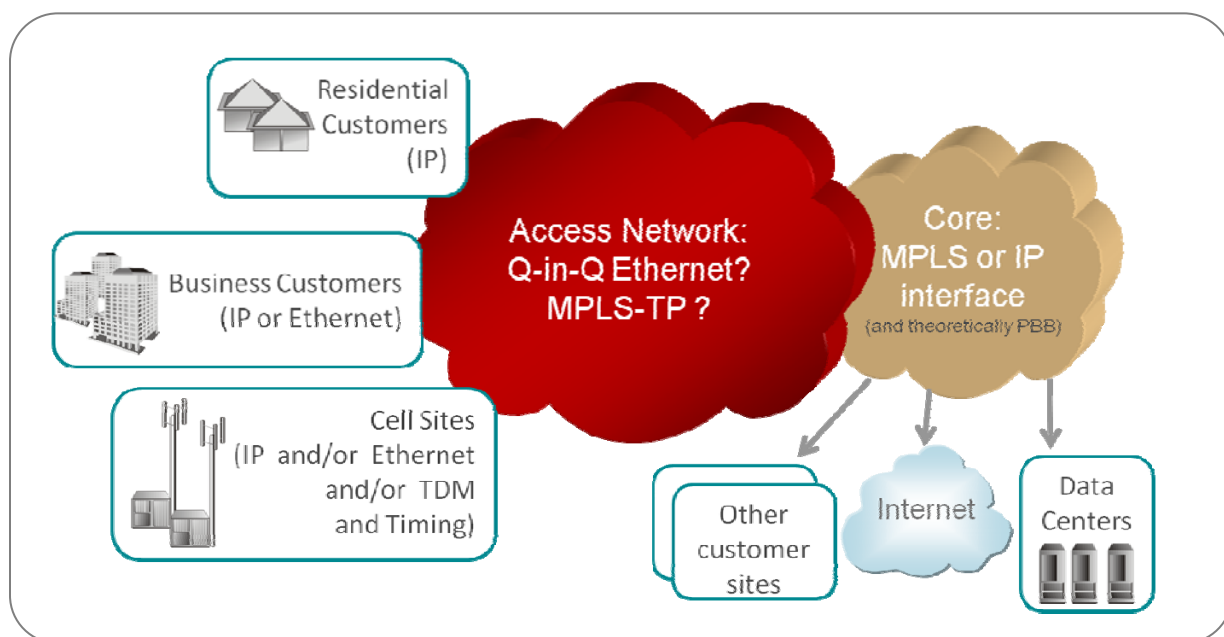 Residential
Customers
(IP)
Business Customers
(IP or Ethernet)
Cell Sites
(IP and/or Ethernet
and/or TDM
and Timing)
Access Network:
Q-in-Q Ethernet?
MPLS-TP ?
Core:
MPLS or IP
interface
(and theoretically PBB)
Other
customer
sites
Internet
Data
Centers